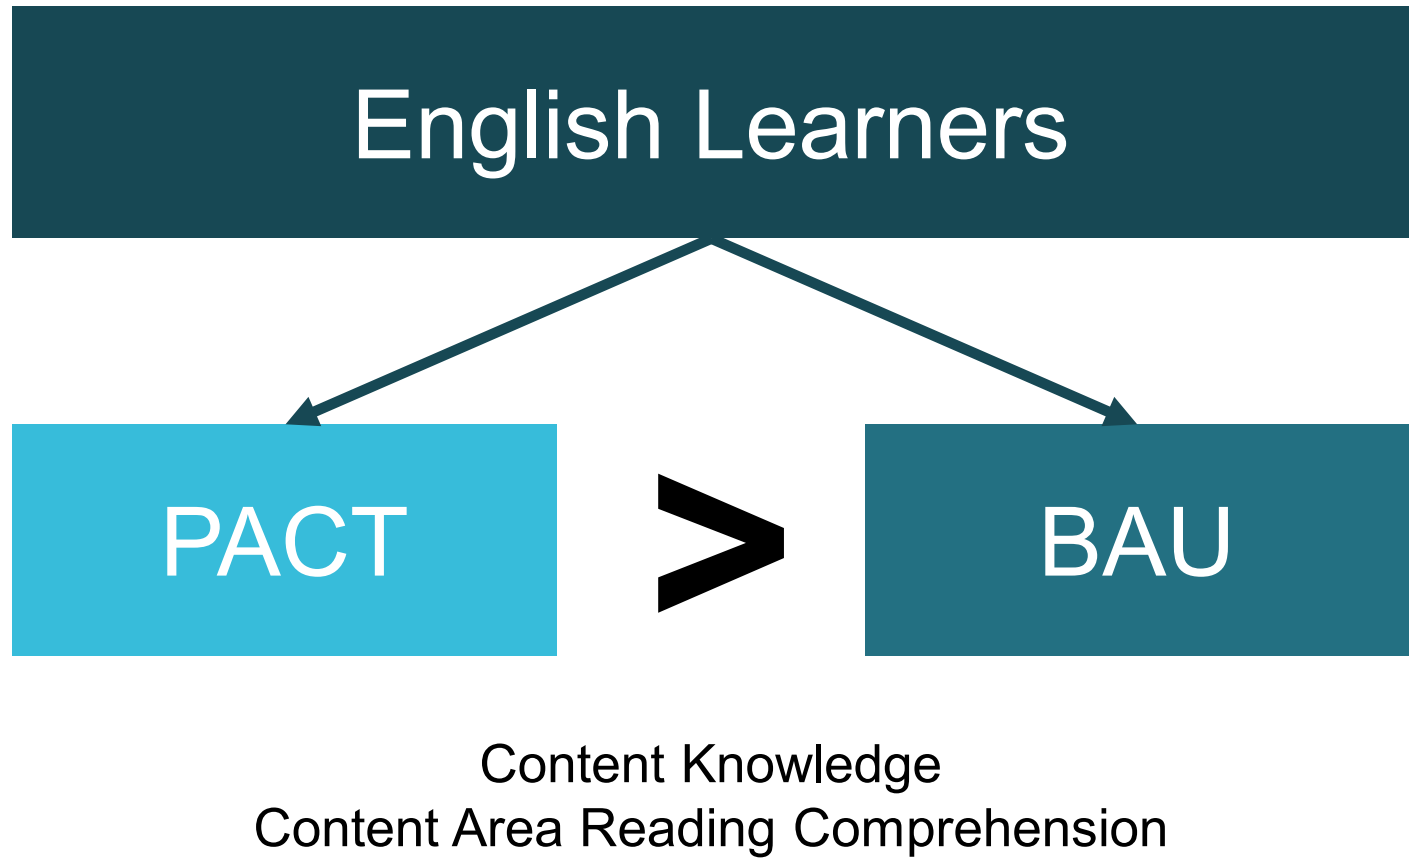 English Learners
PACT > BAU
Content Knowledge
Content Area Reading Comprehension